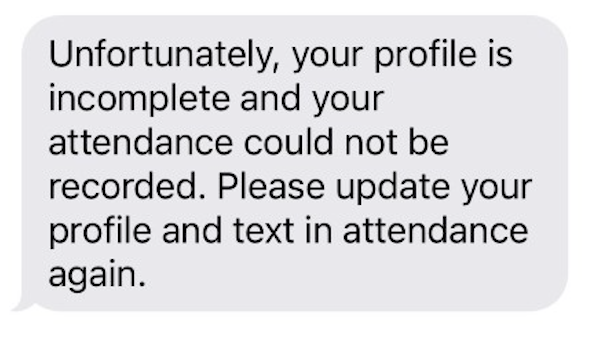 Unfortunately, your profile is
incomplete and your
attendance could not be
recorded. Please update your
profile and text in attendance
again.